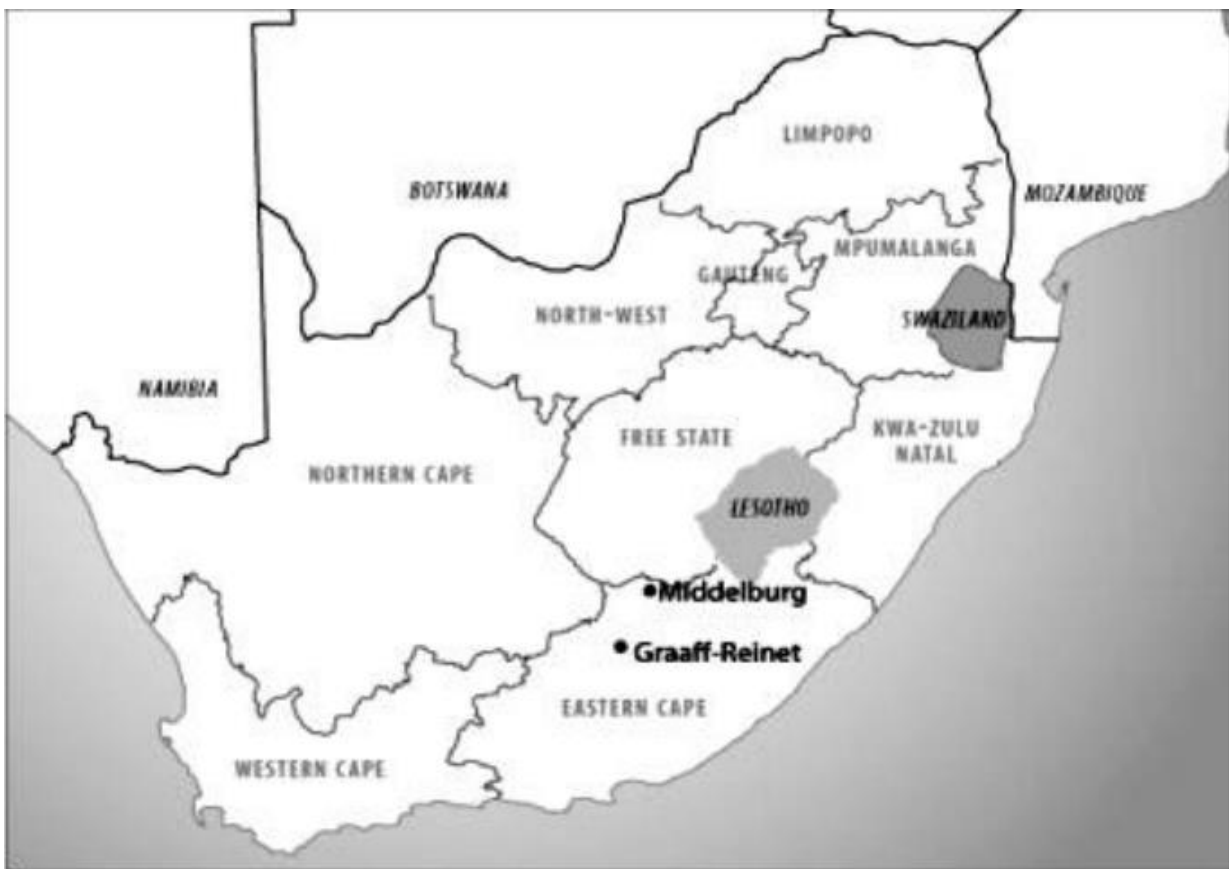 LIMPOPO
BOTSWANA
MOZAMBIQUE
MPUMALANGA
GAUTENG
NORTH-WEST
SWAZILAND
NAMIBIA
FREE STATE
KWA-ZULU
NATAL
NORTHERN CAPE
LESOTHO
Middelburg
Graaff-Reinet
EASTERN CAPE
WESTERN CAPE